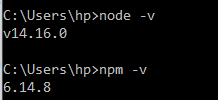 C:\Users\hp>node -v
v14.16.0
C:\Users\hp>npm -v
6.14.8